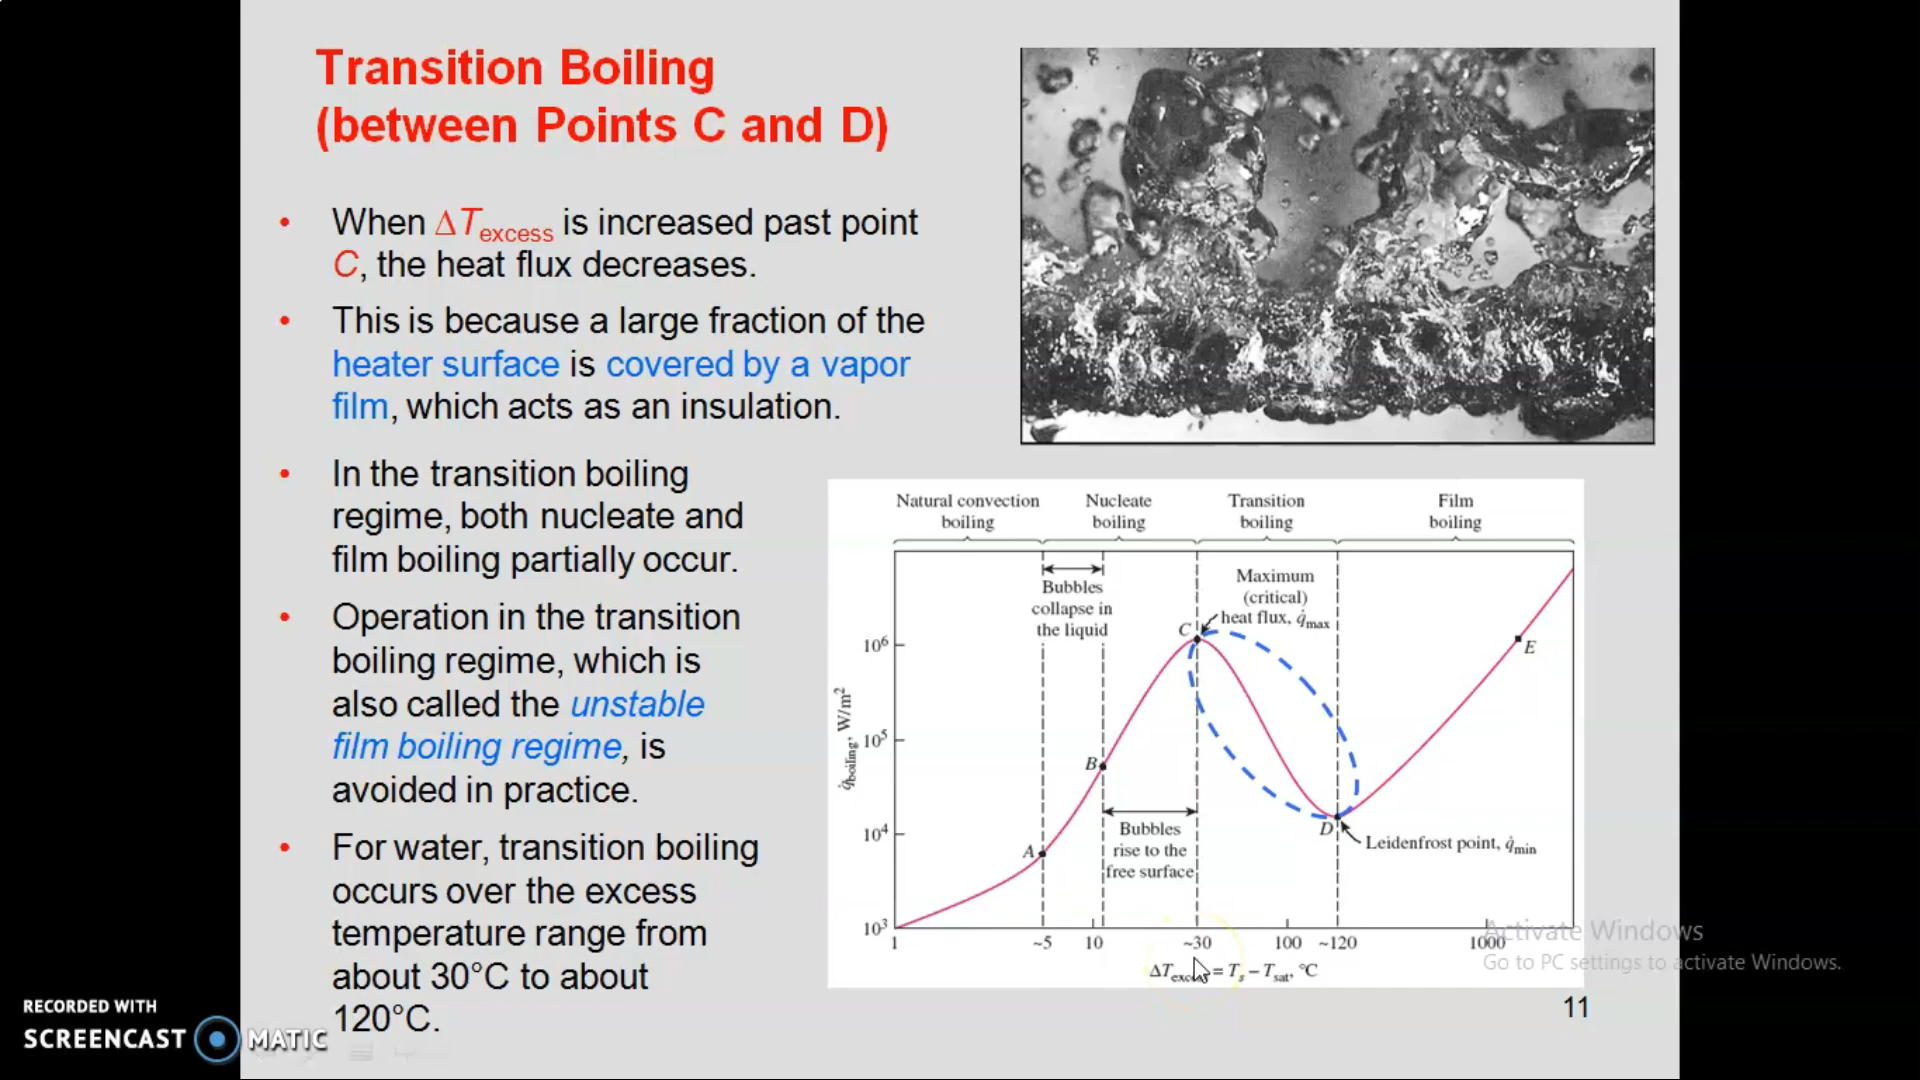 Transition Boiling
(between Points C and D)
• When ΔTexcess is increased past point
C, the heat flux decreases.
• This is because a large fraction of the
heater surface is covered by a vapor
film, which acts as an insulation.
• In the transition boiling
regime, both nucleate and
film boiling partially occur.
• Operation in the transition
boiling regime, which is
also called the unstable
film boiling regime, is
avoided in practice.
• For water, transition boiling
occurs over the excess
temperature range from
about 30°C to about
120°C.
Natural convection
boiling
Nucleate
boiling
Transition
boiling
Film
boiling
Bubbles
collapse in
the liquid
Maximum
(critical)
heat flux, q̇max
C
E
B
A
D
Bubbles
rise to the
free surface
Leidenfrost point, q̇min
q̇boiling, W/m²
10⁶
10⁵
10⁴
10³
1
~5
10
~30
100
~120
1000
= Ts – Tsat, °C
Activate Windows
Go to PC settings to activate Windows.
11
RECORDED WITH
SCREENCAST MATIC